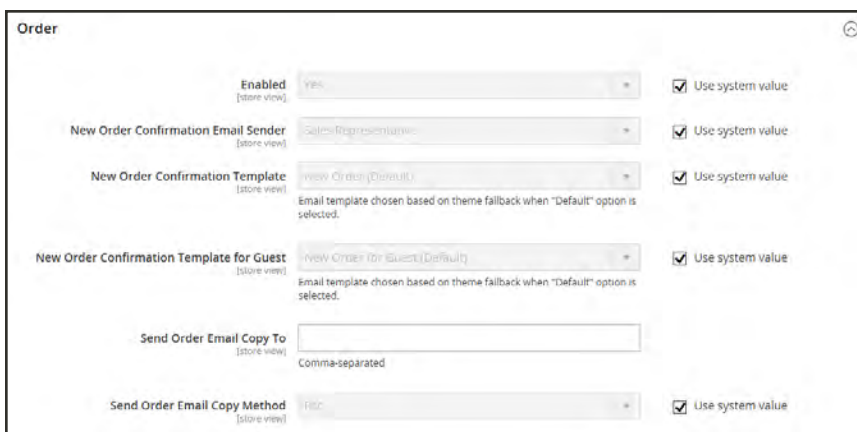 Order
Enabled Yes Use system value
[store view]
New Order Confirmation Email Sender Sales Representative Use system value
[store view]
New Order Confirmation Template New Order (Default) Use system value
[store view]
Email template chosen based on theme fallback when "Default" option is
selected.
New Order Confirmation Template for Guest New Order for Guest (Default) Use system value
[store view]
Email template chosen based on theme fallback when "Default" option is
selected.
Send Order Email Copy To
[store view]
Comma-separated
Send Order Email Copy Method Bcc Use system value
[store view]